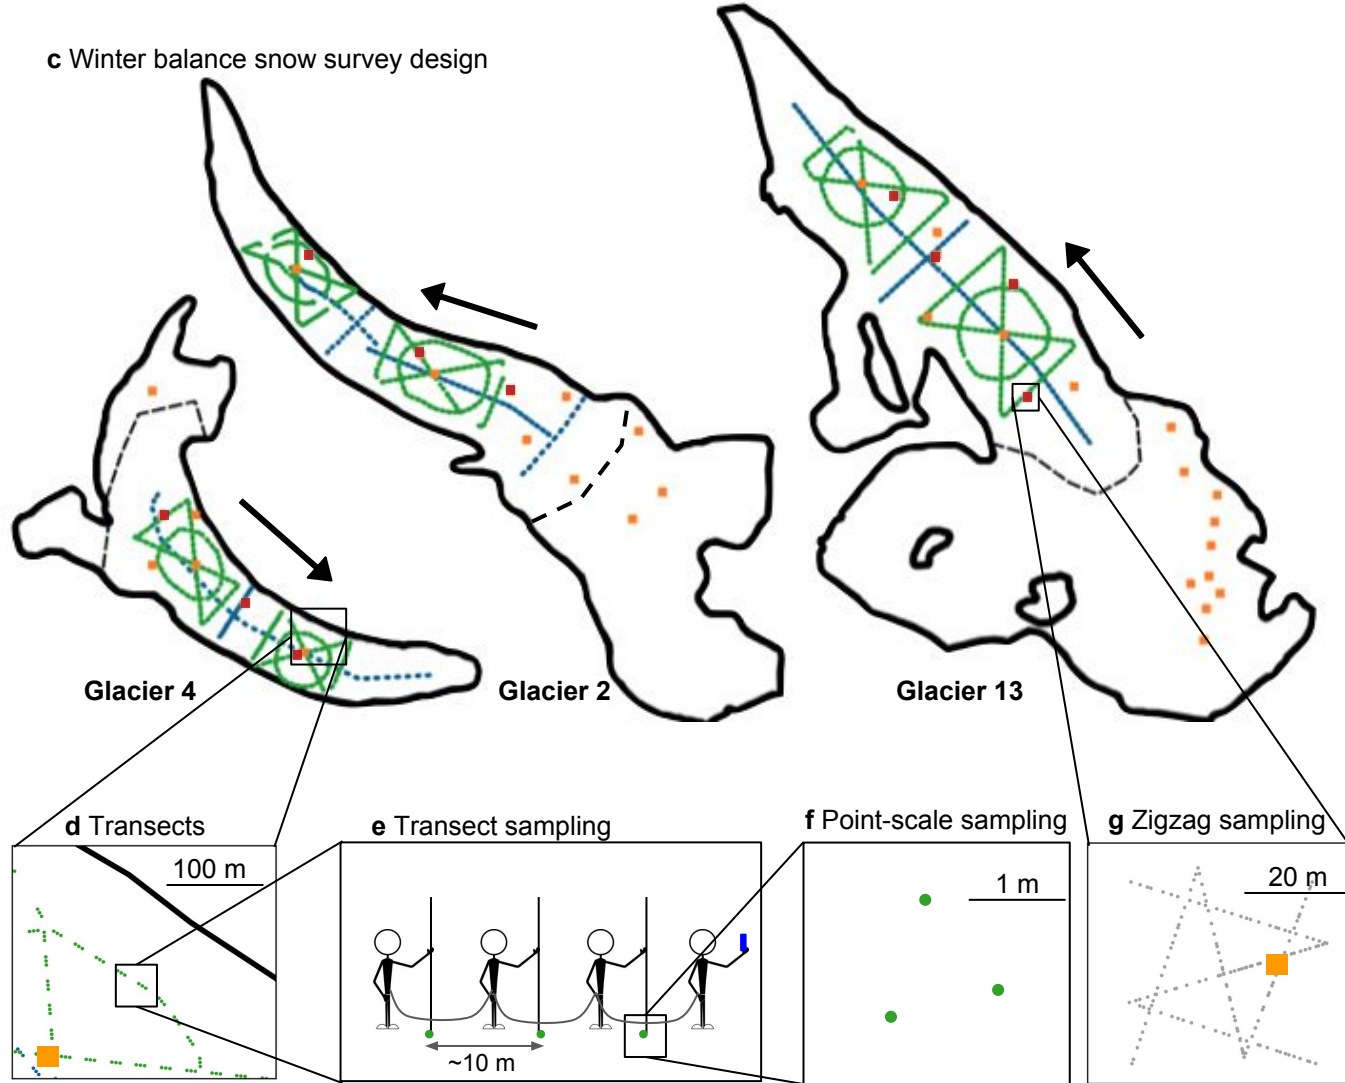 c Winter balance snow survey design
Glacier 4
Glacier 2
Glacier 13
d Transects
e Transect sampling
f Point-scale sampling
g Zigzag sampling
100 m
1 m
20 m
~10 m